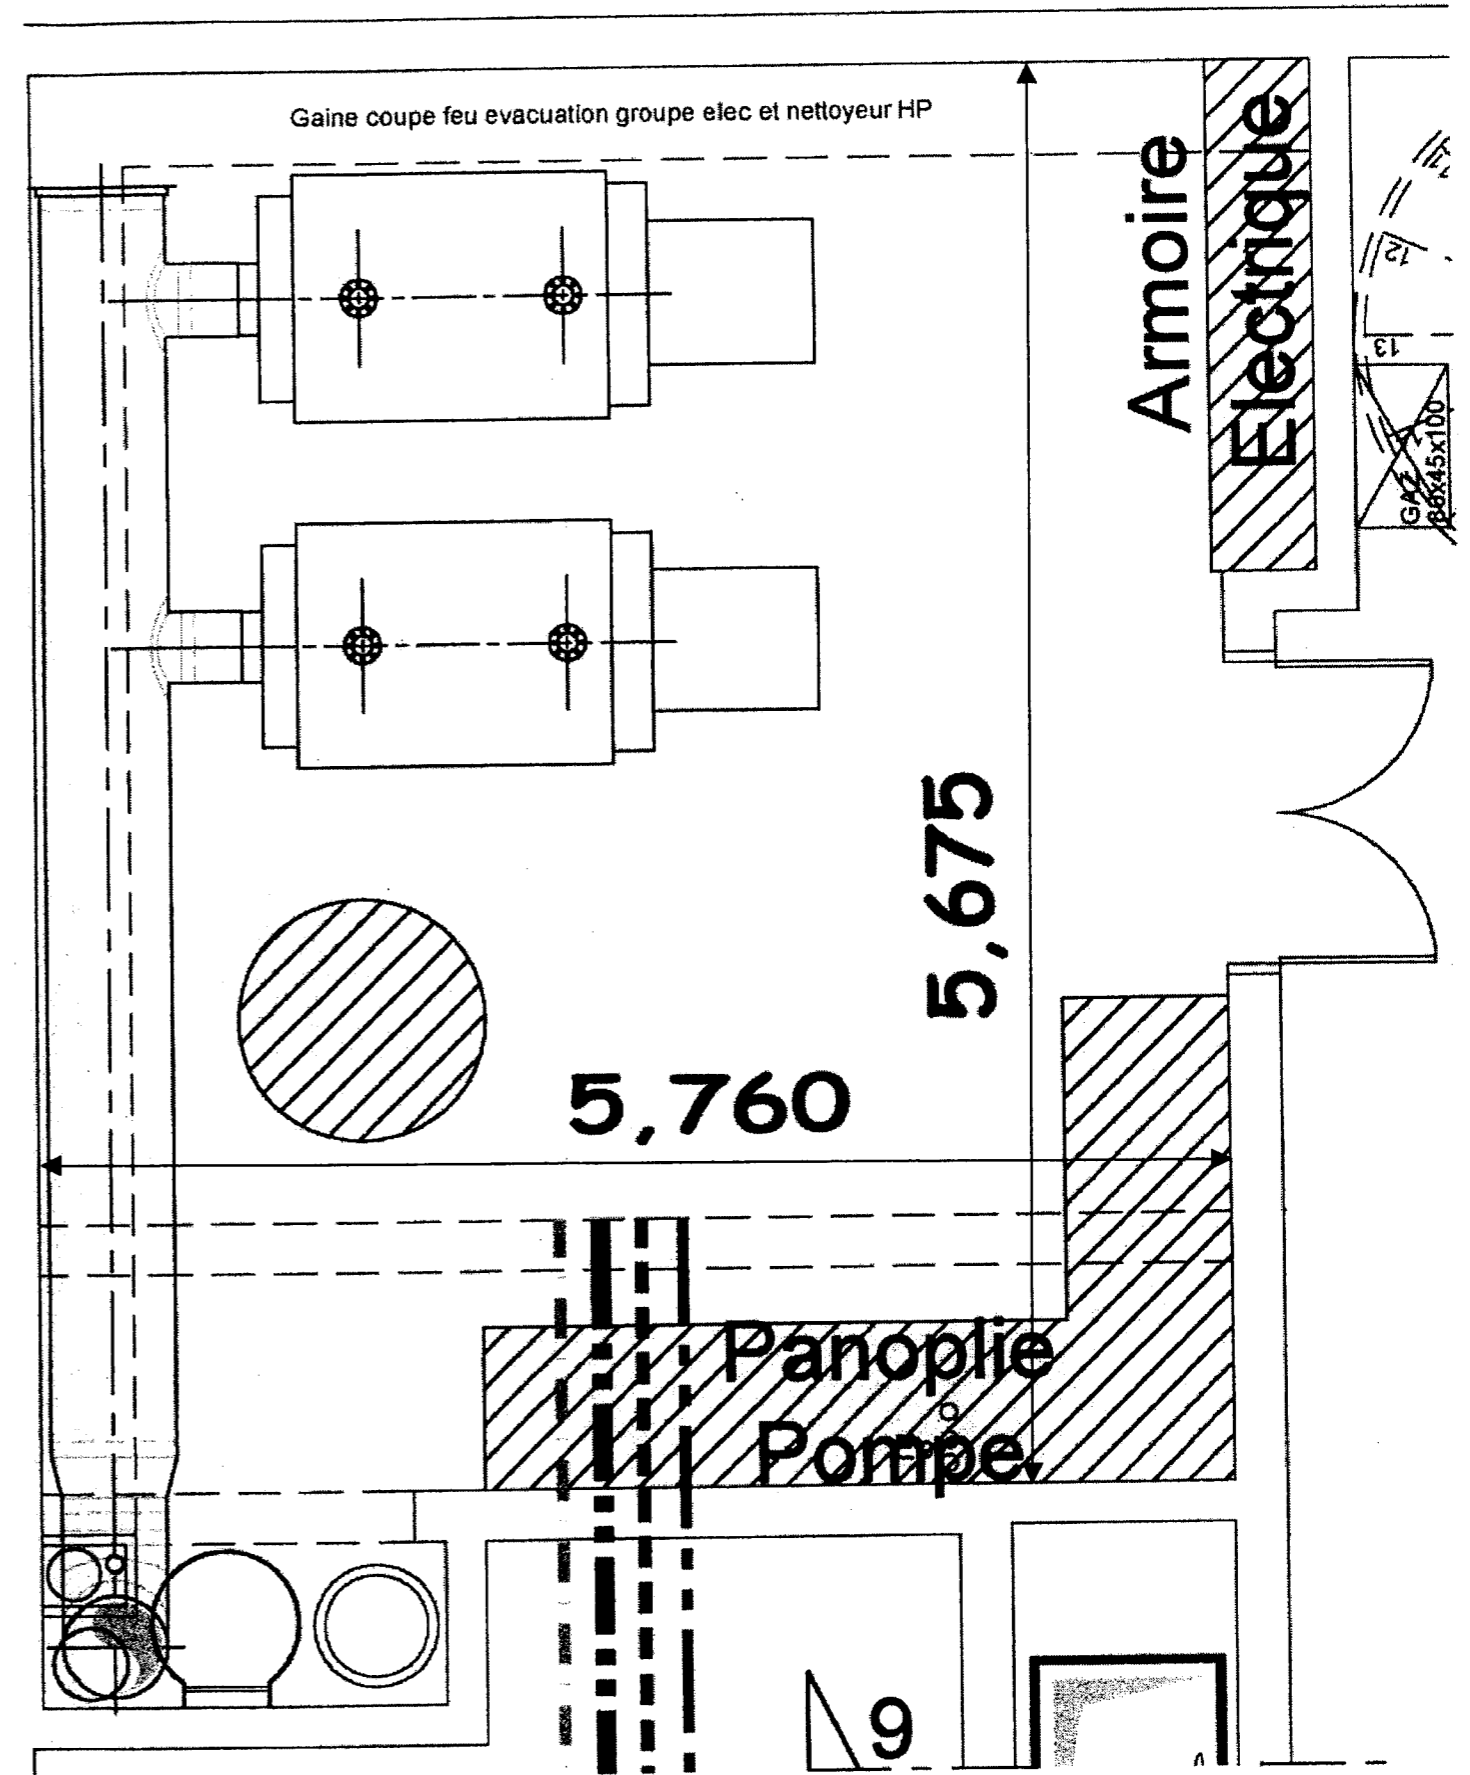 Gaine coupe feu evacuation groupe elec et nettoyeur HP
Armoire
Electrique
12
13
GAZ
5,675
5,760
Panoplie
Pompe
9